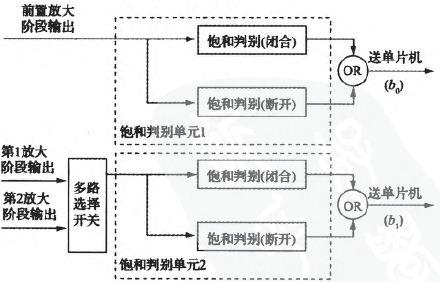 前置放大
阶段输出
饱和判别(闭合)
OR
送单片机
(b₀)
饱和判别(断开)
饱和判别单元1
第1放大
阶段输出
第2放大
阶段输出
多路
选择
开关
饱和判别(闭合)
OR
送单片机
(b₁)
饱和判别(断开)
饱和判别单元2